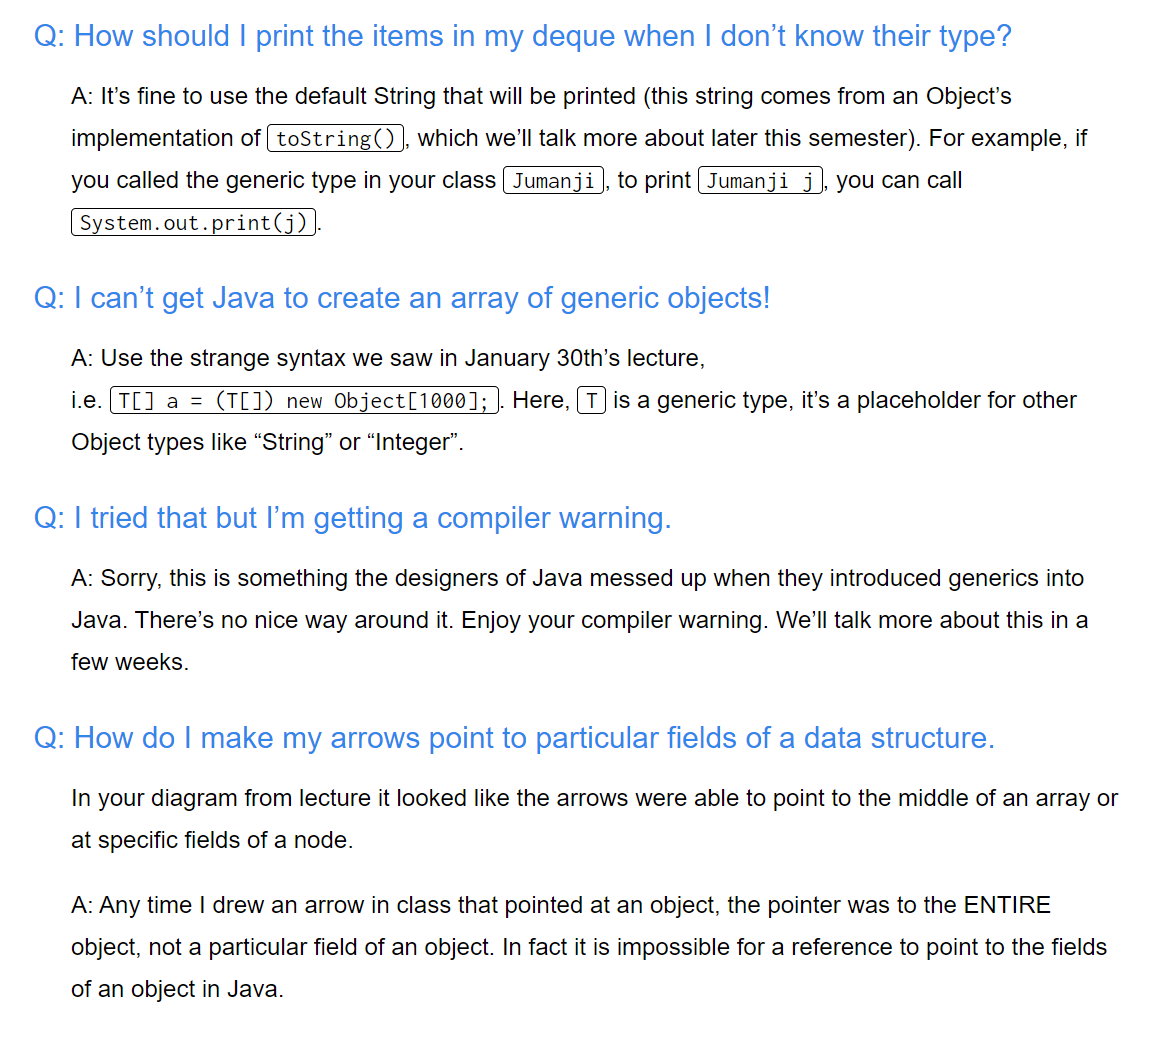 Q: How should I print the items in my deque when I don’t know their type?
A: It’s fine to use the default String that will be printed (this string comes from an Object’s
implementation of toString(), which we’ll talk more about later this semester). For example, if
you called the generic type in your class Jumanji, to print Jumanji j, you can call
System.out.print(j).
Q: I can’t get Java to create an array of generic objects!
A: Use the strange syntax we saw in January 30th’s lecture,
i.e. T[] a = (T[]) new Object[1000];. Here, T is a generic type, it’s a placeholder for other
Object types like “String” or “Integer”.
Q: I tried that but I’m getting a compiler warning.
A: Sorry, this is something the designers of Java messed up when they introduced generics into
Java. There’s no nice way around it. Enjoy your compiler warning. We’ll talk more about this in a
few weeks.
Q: How do I make my arrows point to particular fields of a data structure.
In your diagram from lecture it looked like the arrows were able to point to the middle of an array or
at specific fields of a node.
A: Any time I drew an arrow in class that pointed at an object, the pointer was to the ENTIRE
object, not a particular field of an object. In fact it is impossible for a reference to point to the fields
of an object in Java.